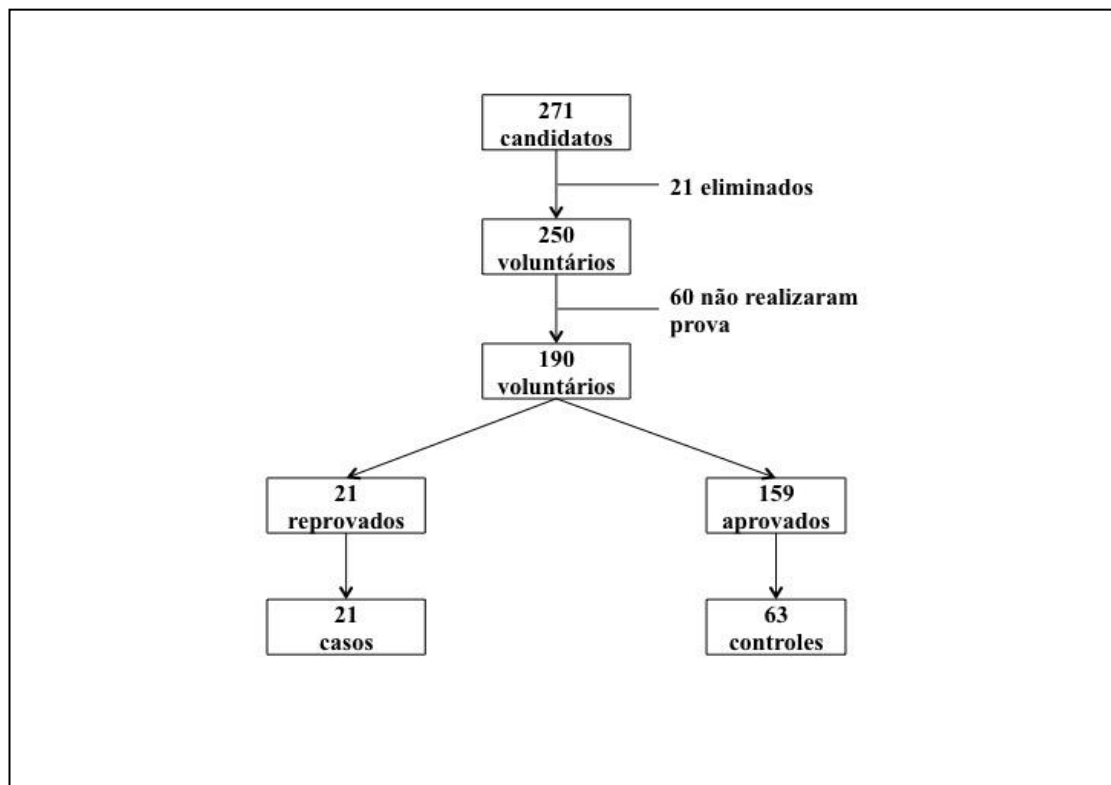 271
candidatos
21 eliminados
250
voluntários
60 não realizaram
prova
190
voluntários
21
reprovados
159
aprovados
21
casos
63
controles